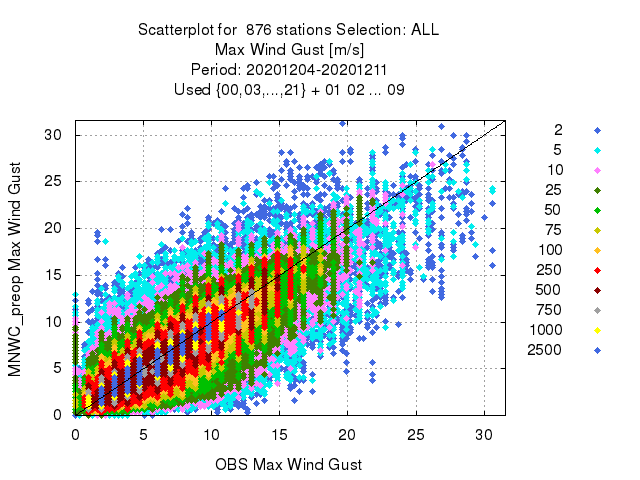 Scatterplot for 876 stations Selection: ALL
Max Wind Gust [m/s]
Period: 20201204-20201211
Used {00,03,...,21} + 01 02 ... 09
MNWC_preop Max Wind Gust
30
25
20
15
10
5
0
0 5 10 15 20 25 30
OBS Max Wind Gust
2
5
10
25
50
75
100
250
500
750
1000
2500